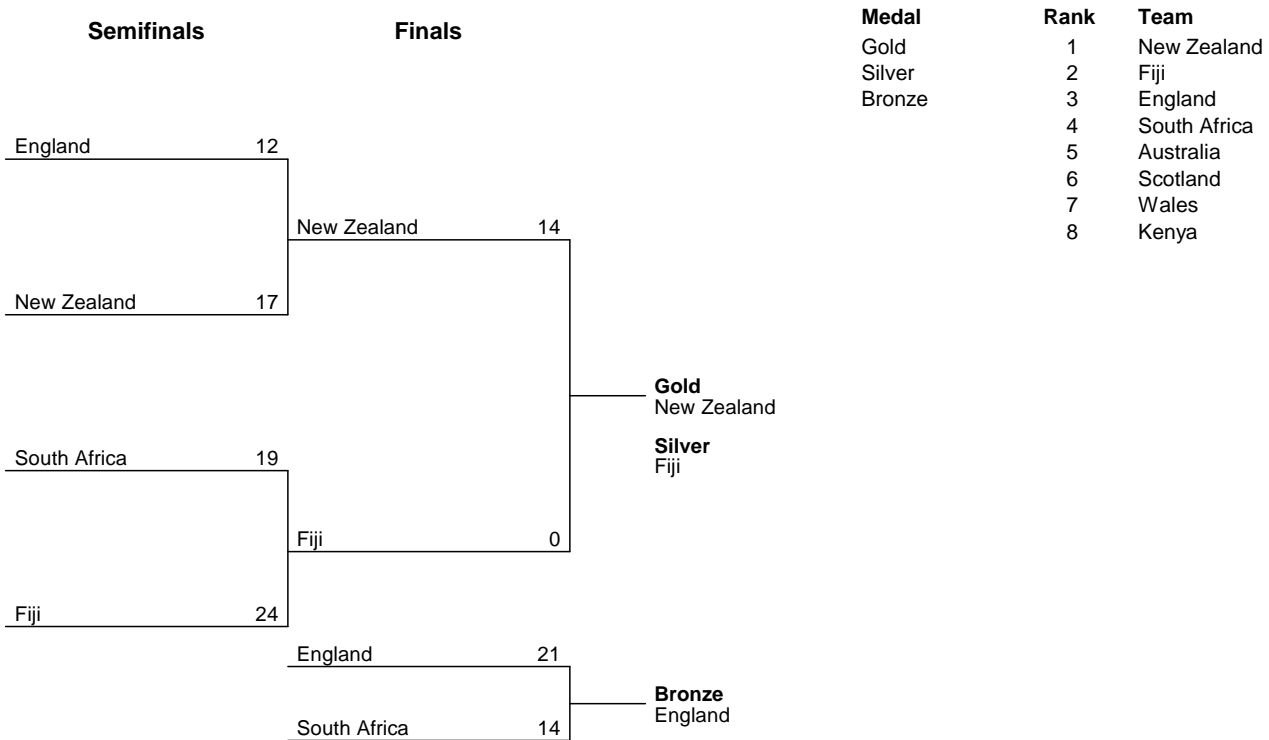 Semifinals Finals
Medal Rank Team
Gold 1 New Zealand
Silver 2 Fiji
Bronze 3 England
4 South Africa
5 Australia
6 Scotland
7 Wales
8 Kenya
England 12
New Zealand 14
New Zealand 17
Gold
New Zealand
Silver
Fiji
South Africa 19
Fiji 0
Fiji 24
England 21
Bronze
England
South Africa 14